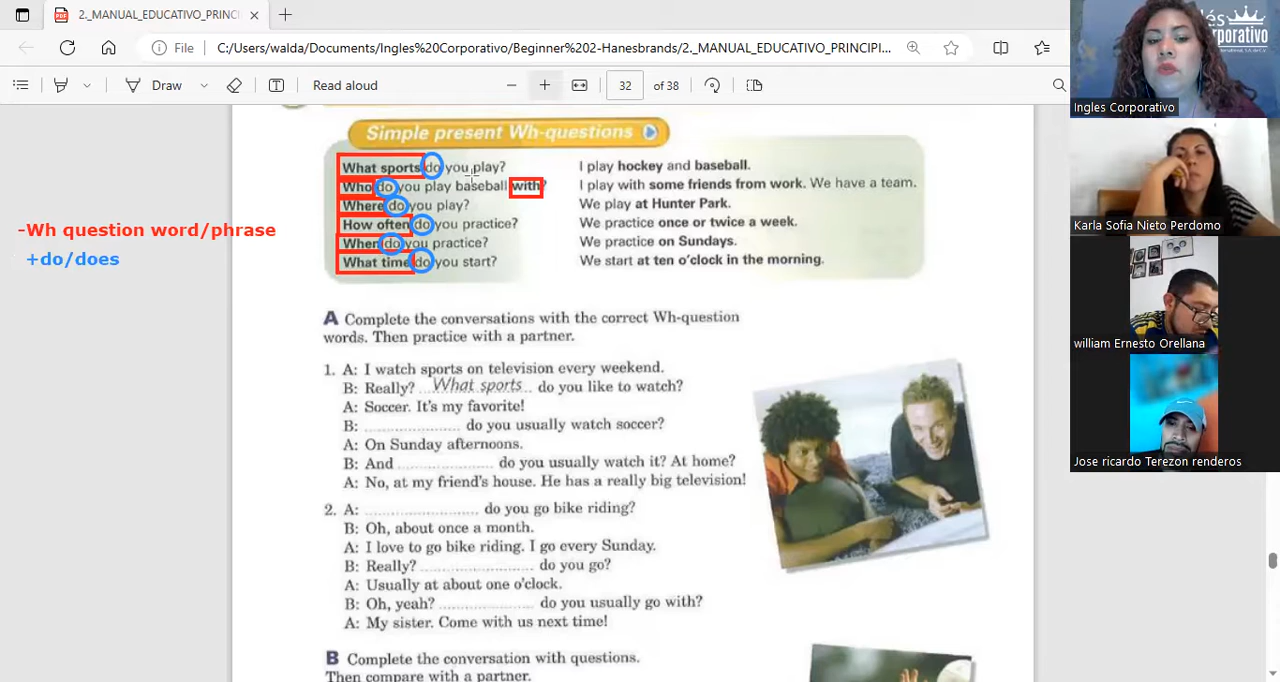 2._MANUAL_EDUCATIVO_PRINCI
File
C:/Users/walda/Documents/Ingles%20Corporativo/Beginner%202-Hanesbrands/2._MANUAL_EDUCATIVO_PRINCIPI...
Draw
Read aloud
32 of 38
Simple present Wh-questions
What sports do you play? I play hockey and baseball.
Who do you play baseball with? I play with some friends from work. We have a team.
Where do you play? We play at Hunter Park.
How often do you practice? We practice once or twice a week.
When do you practice? We practice on Sundays.
What time do you start? We start at ten o'clock in the morning.
-Wh question word/phrase
+do/does
A Complete the conversations with the correct Wh-question
words. Then practice with a partner.
1. A: I watch sports on television every weekend.
B: Really? What sports do you like to watch?
A: Soccer. It's my favorite!
B: .................... do you usually watch soccer?
A: On Sunday afternoons.
B: And .................... do you usually watch it? At home?
A: No, at my friend's house. He has a really big television!
2. A: .................... do you go bike riding?
B: Oh, about once a month.
A: I love to go bike riding. I go every Sunday.
B: Really? .................... do you go?
A: Usually at about one o'clock.
B: Oh, yeah? .................... do you usually go with?
A: My sister. Come with us next time!
B Complete the conversation with questions.
Then compare with a partner.
Corporativo
Ingles Corporativo
Karla Sofia Nieto Perdomo
william Ernesto Orellana
Jose ricardo Terezon renderos